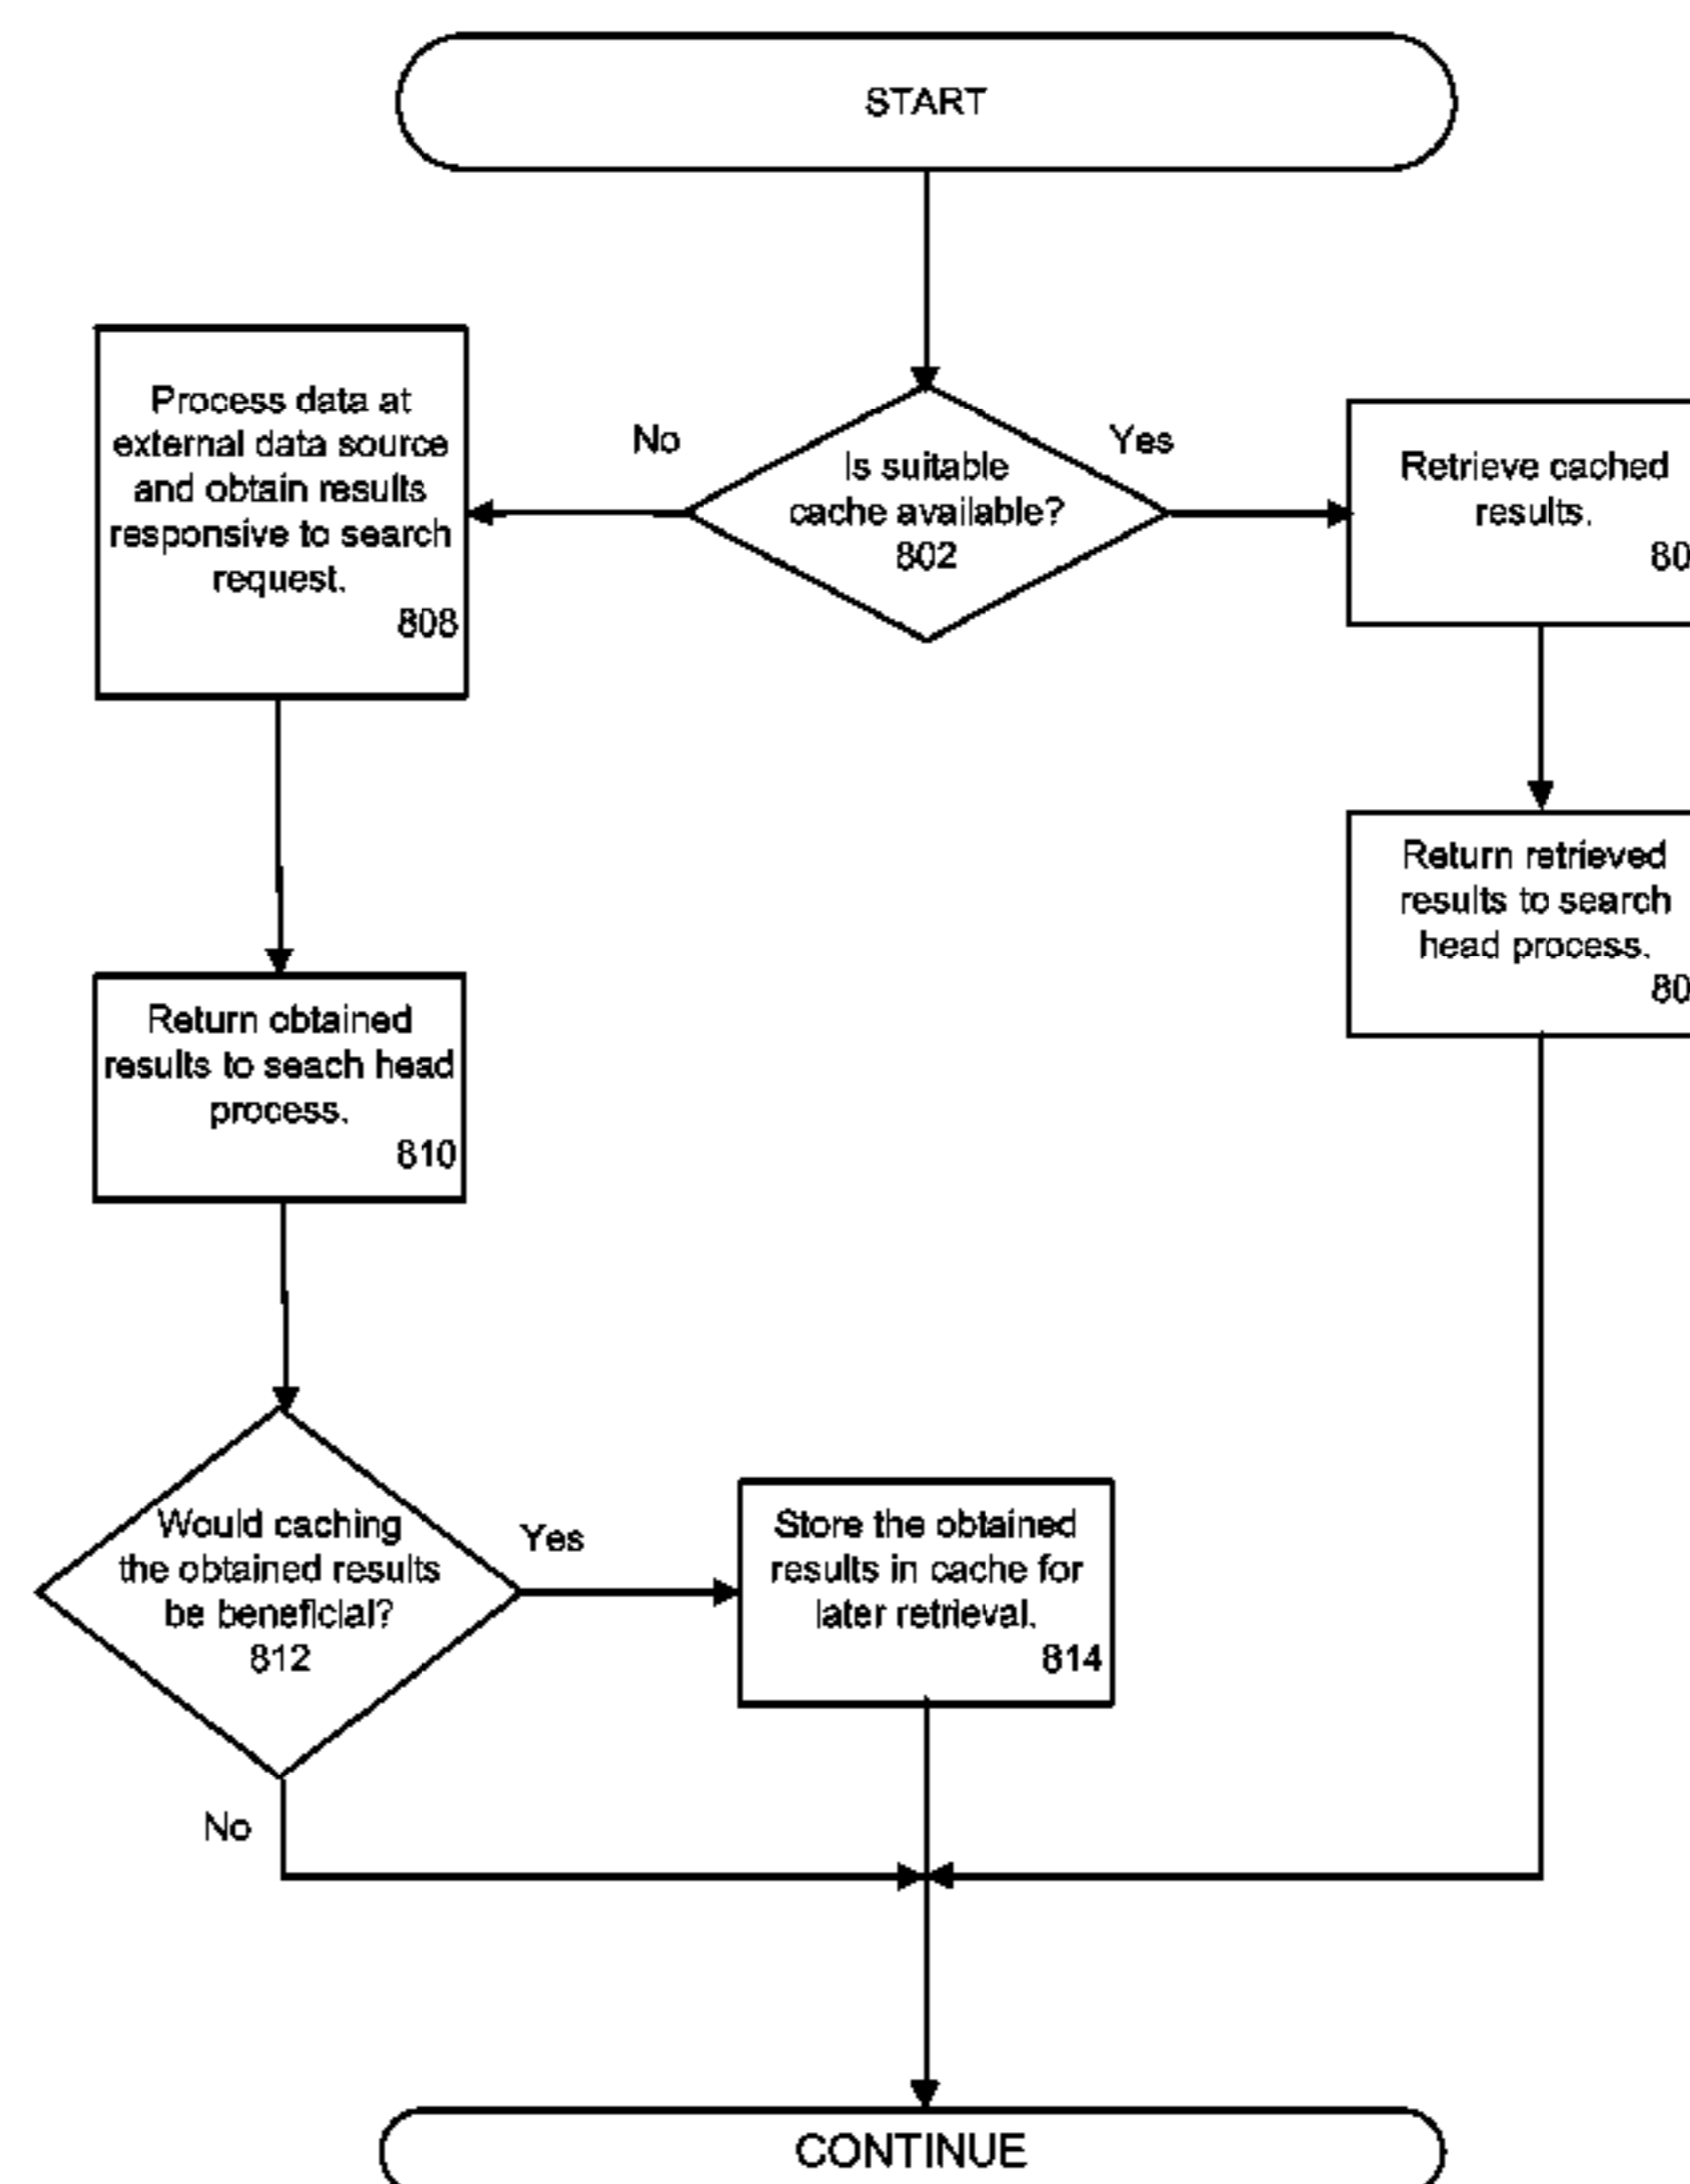 START
No
Yes
Is suitable
cache available?
802
Process data at
external data source
and obtain results
responsive to search
request.
808
Retrieve cached
results.
80
Return retrieved
results to search
head process.
80
Return obtained
results to seach head
process.
810
Would caching
the obtained results
be beneficial?
812
Yes
No
Store the obtained
results in cache for
later retrieval.
814
CONTINUE